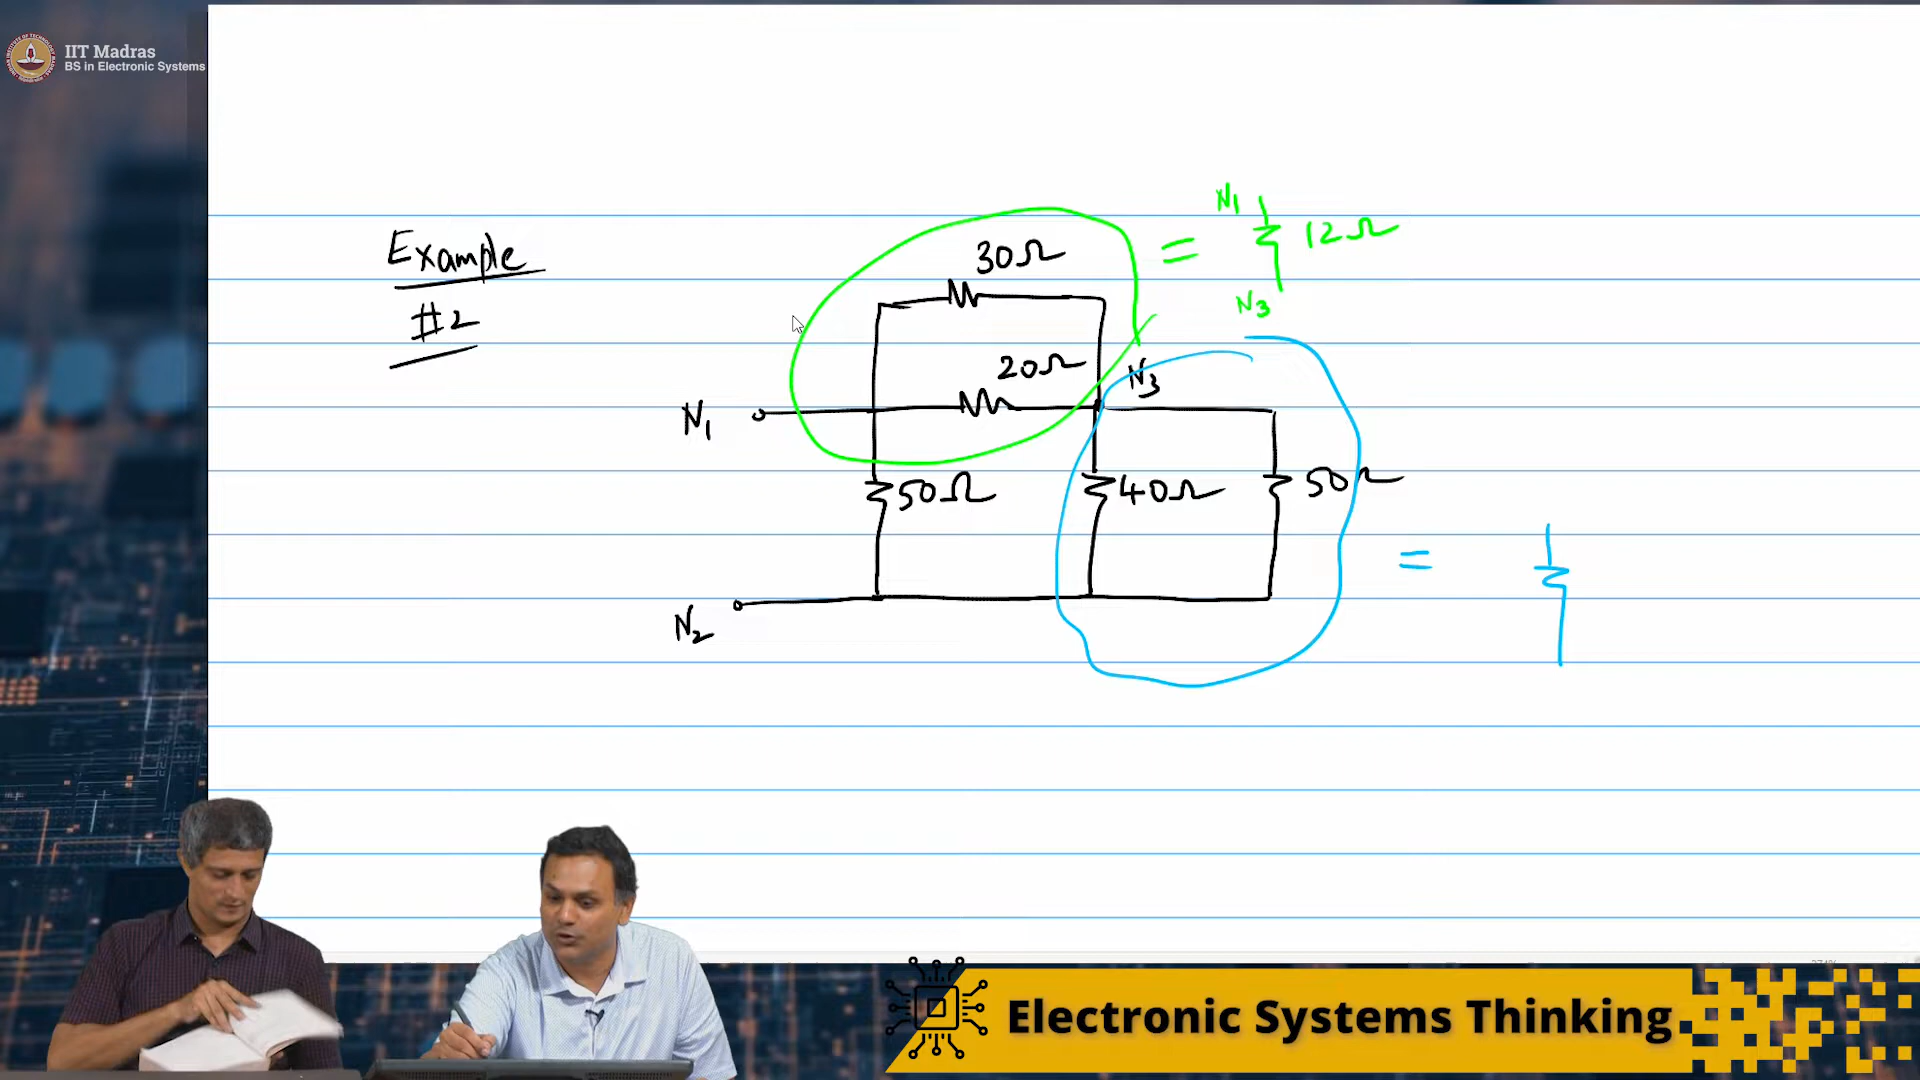 IIT Madras
BS in Electronic Systems
Example
#2
30Ω
= N1 12Ω
N3
20Ω
N3
N1
50Ω
40Ω
50Ω
=
N2
Electronic Systems Thinking